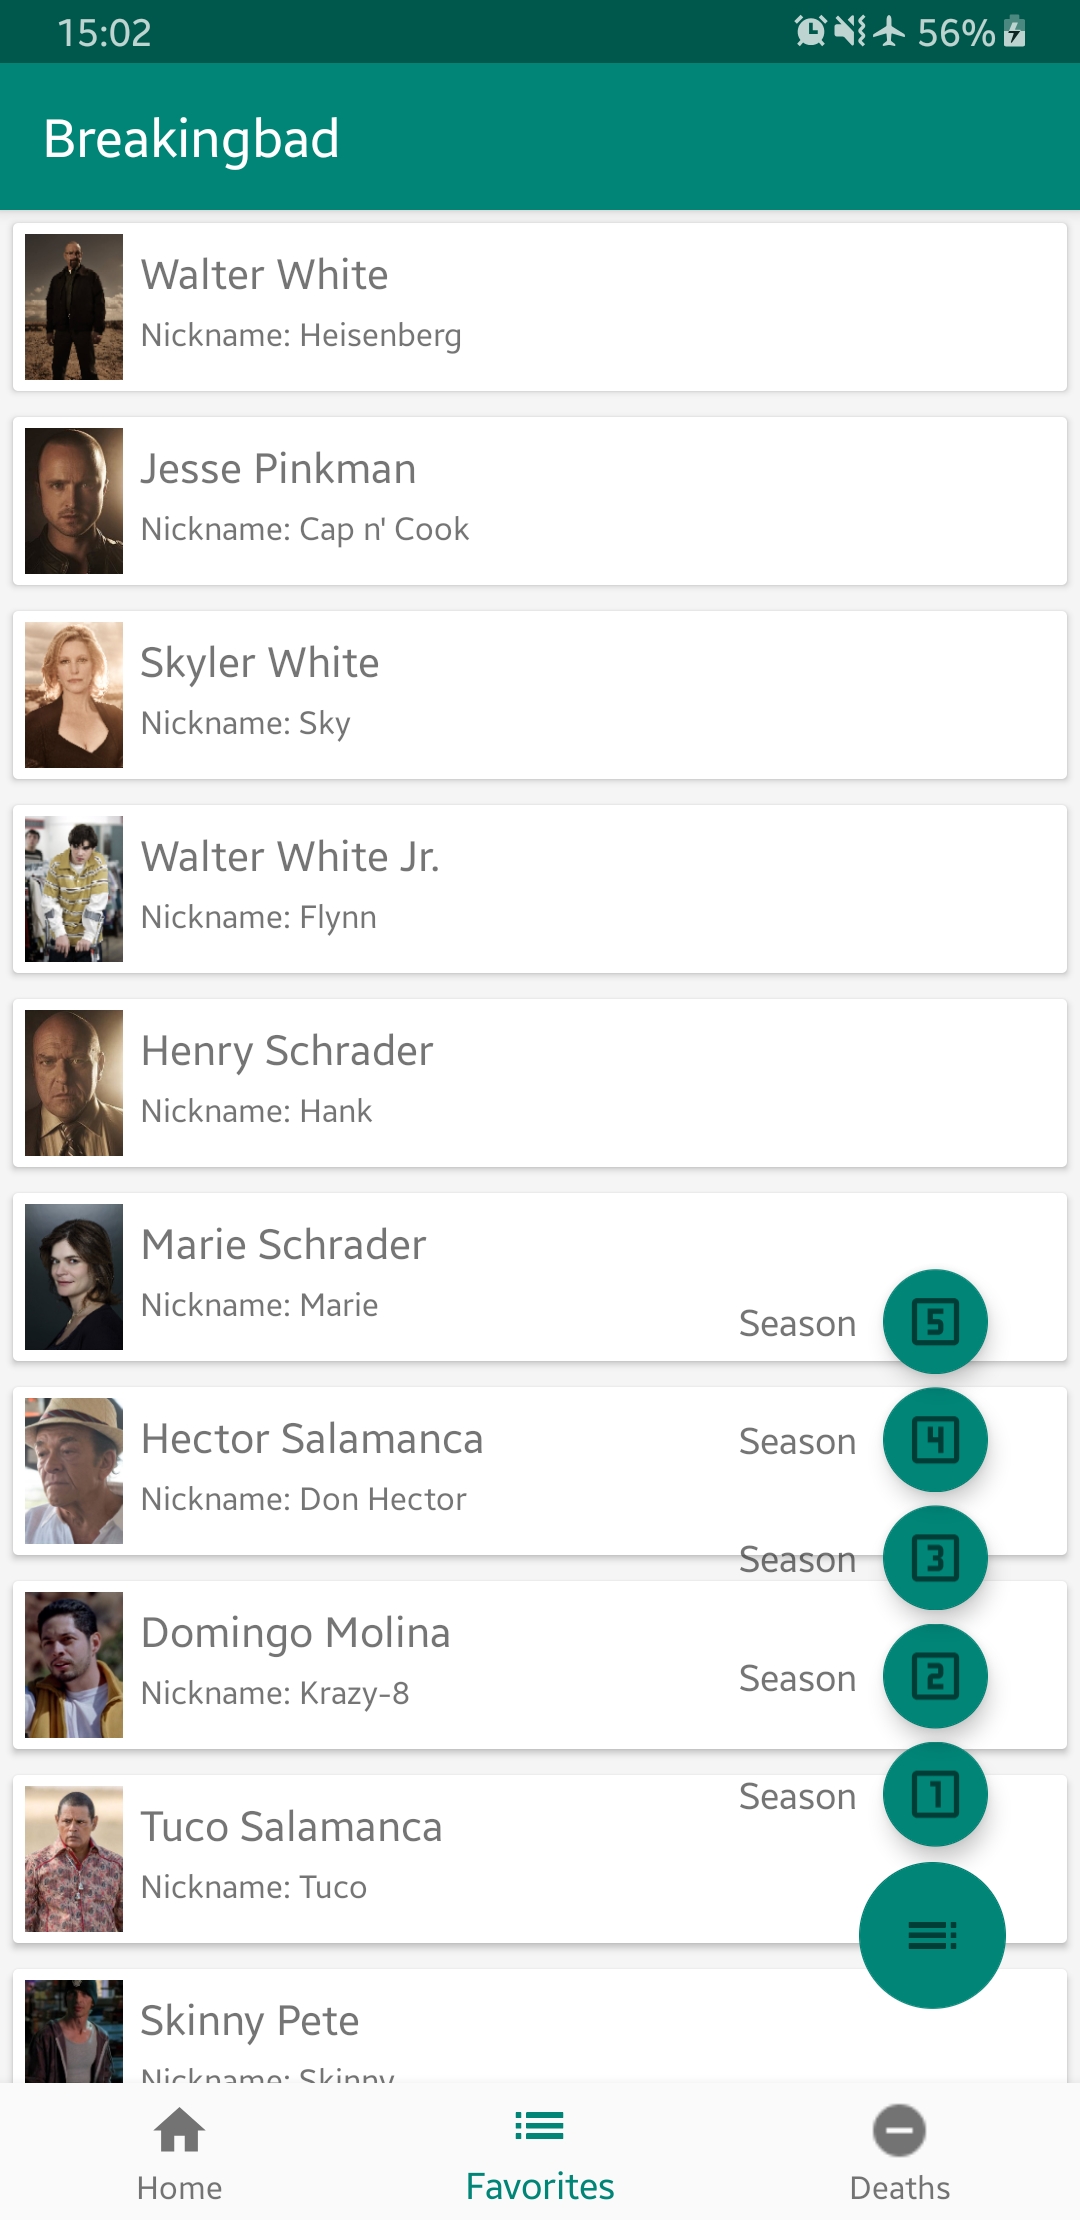 15:02 56%
Breakingbad
Walter White
Nickname: Heisenberg
Jesse Pinkman
Nickname: Cap n' Cook
Skyler White
Nickname: Sky
Walter White Jr.
Nickname: Flynn
Henry Schrader
Nickname: Hank
Marie Schrader
Nickname: Marie
Season 5
Hector Salamanca
Season 4
Nickname: Don Hector
Season 3
Domingo Molina
Season 2
Nickname: Krazy-8
Season 1
Tuco Salamanca
Nickname: Tuco
Skinny Pete
Nickname: Skinny
Home Favorites Deaths